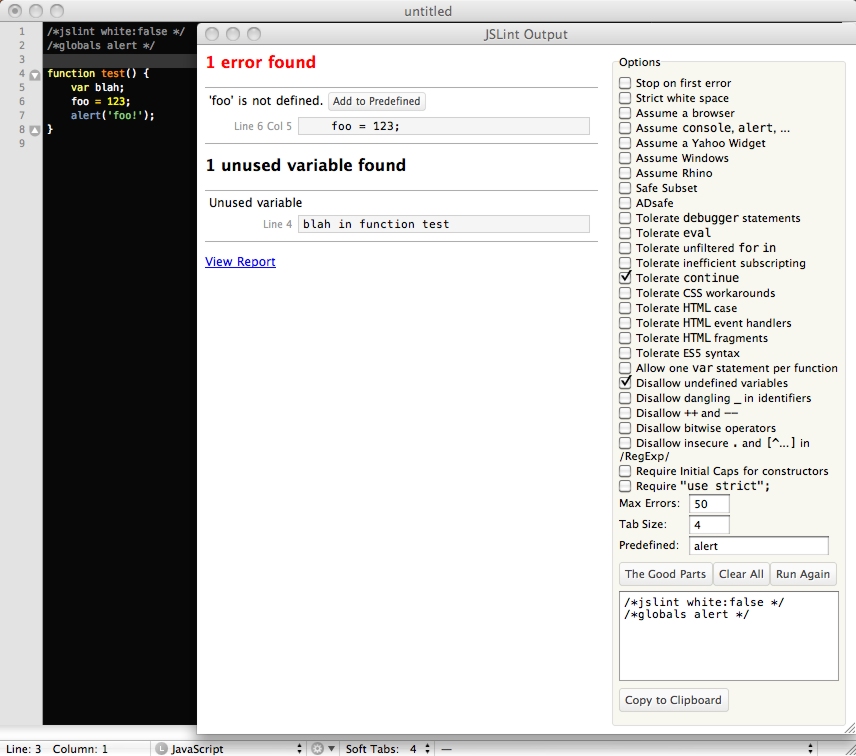 untitled
1 /*jslint white:false */
2 /*globals alert */
3
4 function test() {
5 var blah;
6 foo = 123;
7 alert('foo!');
8 }
9
JSLint Output
1 error found
'foo' is not defined. Add to Predefined
Line 6 Col 5 foo = 123;
1 unused variable found
Unused variable
Line 4 blah in function test
View Report
Options
Stop on first error
Strict white space
Assume a browser
Assume console, alert, ...
Assume a Yahoo Widget
Assume Windows
Assume Rhino
Safe Subset
ADsafe
Tolerate debugger statements
Tolerate eval
Tolerate unfiltered for in
Tolerate inefficient subscripting
Tolerate continue
Tolerate CSS workarounds
Tolerate HTML case
Tolerate HTML event handlers
Tolerate HTML fragments
Tolerate ES5 syntax
Allow one var statement per function
Disallow undefined variables
Disallow dangling _ in identifiers
Disallow ++ and --
Disallow bitwise operators
Disallow insecure . and [^...] in
/RegExp/
Require Initial Caps for constructors
Require "use strict";
Max Errors: 50
Tab Size: 4
Predefined: alert
The Good Parts Clear All Run Again
/*jslint white:false */
/*globals alert */
Copy to Clipboard
Line: 3 Column: 1 L JavaScript Soft Tabs: 4 —